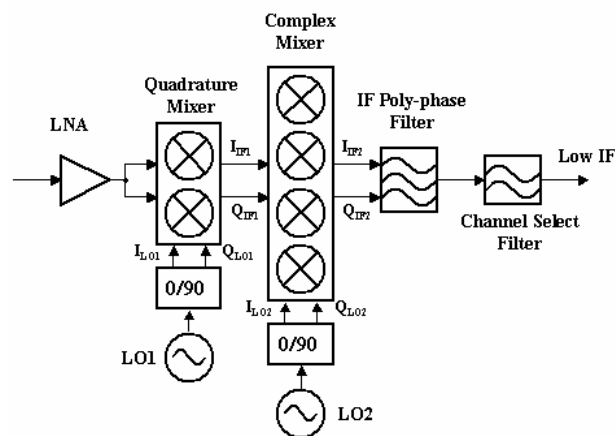 Complex
Mixer
Quadrature
Mixer
IF Poly-phase
Filter
LNA
I_IF1
I_IF2
Low IF
Q_IF1
Q_IF2
Channel Select
Filter
I_LO1
Q_LO1
0/90
I_LO2
Q_LO2
0/90
LO1
LO2